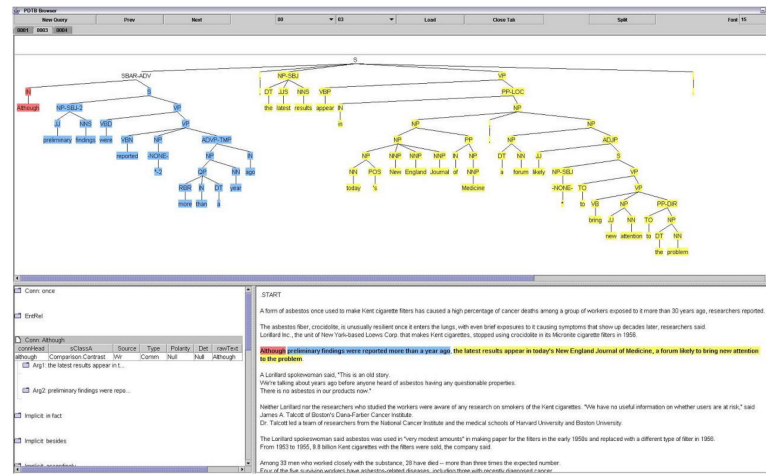 PDTB Browser
New Query Prev Next 00 03 Load Close Tab Split Font 15
0001 0003 0004
S
SBAR-ADV , NP-SBJ VP .
IN S DT JJS NNS VBP PP-LOC
Although NP-SBJ-2 VP the latest results appear IN NP
JJ NNS VBD VP in NP , NP
preliminary findings were VBN NP ADVP-TMP NP PP NP ADJP
reported -NONE- NP IN NP NNP NNP NNP IN NP DT NN JJ S
*-2 QP NN ago NN POS New England Journal of NNP a forum likely NP-SBJ VP
RBR IN DT year today 's Medicine -NONE- TO VP
more than a * to VB NP PP-DIR
bring JJ NN TO NP
new attention to DT NN
the problem
Conn: once
EntRel
Conn: Although
connHead sClassA Source Type Polarity Det rawText
although Comparison.Contrast Wr Comm Null Null Although
Arg1: the latest results appear in t...
Arg2: preliminary findings were repo...
Implicit: in fact
Implicit: besides
Implicit: accordingly
.START
A form of asbestos once used to make Kent cigarette filters has caused a high percentage of cancer deaths among a group of workers exposed to it more than 30 years ago, researchers reported.
The asbestos fiber, crocidolite, is unusually resilient once it enters the lungs, with even brief exposures to it causing symptoms that show up decades later, researchers said.
Lorillard Inc., the unit of New York-based Loews Corp. that makes Kent cigarettes, stopped using crocidolite in its Micronite cigarette filters in 1956.
Although preliminary findings were reported more than a year ago, the latest results appear in today's New England Journal of Medicine, a forum likely to bring new attention
to the problem.
A Lorillard spokewoman said, "This is an old story.
We're talking about years ago before anyone heard of asbestos having any questionable properties.
There is no asbestos in our products now."
Neither Lorillard nor the researchers who studied the workers were aware of any research on smokers of the Kent cigarettes. "We have no useful information on whether users are at risk," said
James A. Talcott of Boston's Dana-Farber Cancer Institute.
Dr. Talcott led a team of researchers from the National Cancer Institute and the medical schools of Harvard University and Boston University.
The Lorillard spokeswoman said asbestos was used in "very modest amounts" in making paper for the filters in the early 1950s and replaced with a different type of filter in 1956.
From 1953 to 1955, 9.8 billion Kent cigarettes with the filters were sold, the company said.
Among 33 men who worked closely with the substance, 28 have died -- more than three times the expected number.
Four of the five surviving workers have asbestos-related diseases, including three with recently diagnosed cancer.